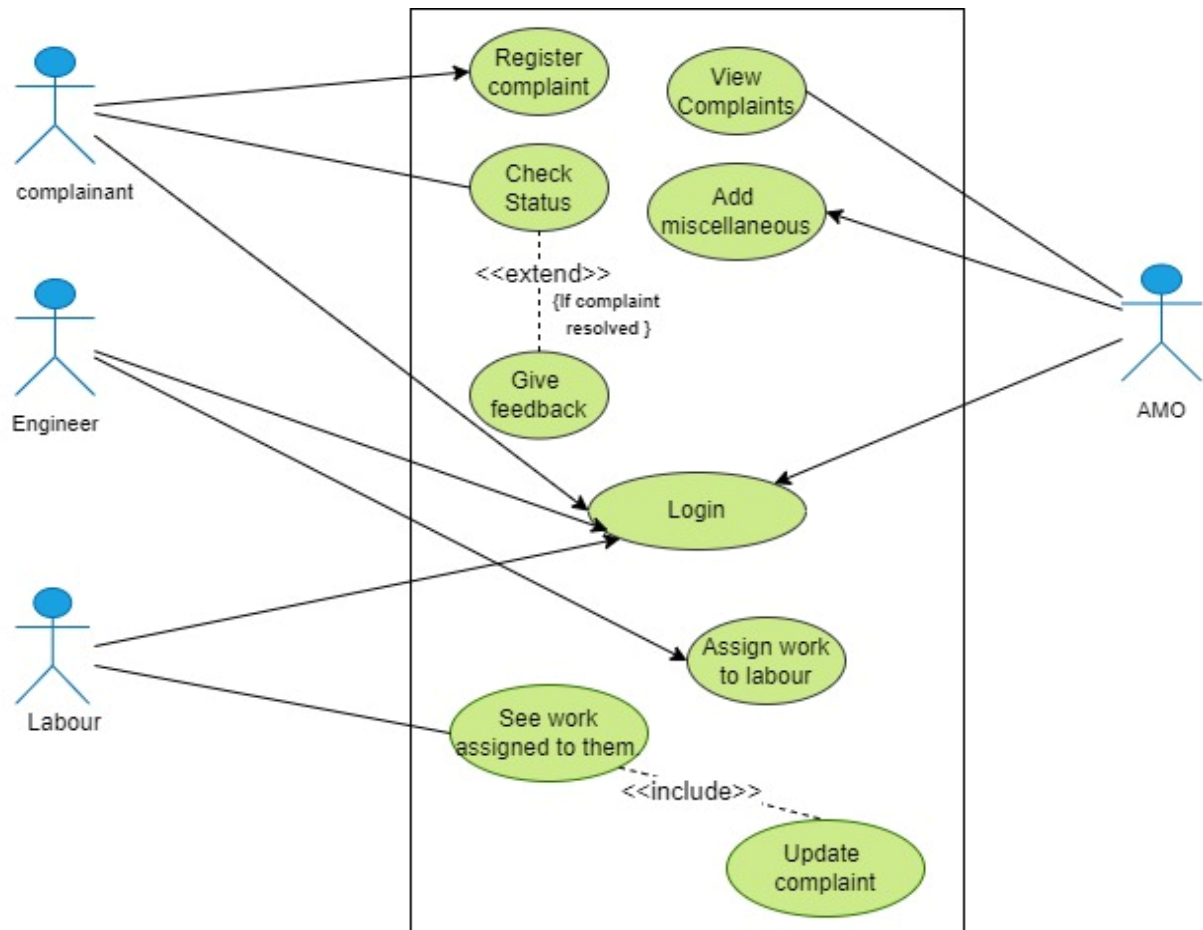 Register
complaint
View
Complaints
complainant
Check
Status
Add
miscellaneous
<<extend>>
{If complaint
resolved }
Engineer
Give
feedback
AMO
Login
Labour
Assign work
to labour
See work
assigned to them
<<include>>
Update
complaint